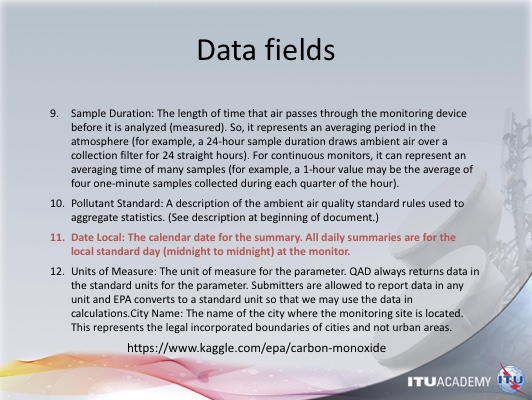 Data fields
9. Sample Duration: The length of time that air passes through the monitoring device
before it is analyzed (measured). So, it represents an averaging period in the
atmosphere (for example, a 24-hour sample duration draws ambient air over a
collection filter for 24 straight hours). For continuous monitors, it can represent an
averaging time of many samples (for example, a 1-hour value may be the average of
four one-minute samples collected during each quarter of the hour).
10. Pollutant Standard: A description of the ambient air quality standard rules used to
aggregate statistics. (See description at beginning of document.)
11. Date Local: The calendar date for the summary. All daily summaries are for the
local standard day (midnight to midnight) at the monitor.
12. Units of Measure: The unit of measure for the parameter. QAD always returns data in
the standard units for the parameter. Submitters are allowed to report data in any
unit and EPA converts to a standard unit so that we may use the data in
calculations.City Name: The name of the city where the monitoring site is located.
This represents the legal incorporated boundaries of cities and not urban areas.
https://www.kaggle.com/epa/carbon-monoxide
ITUACADEMY ITU